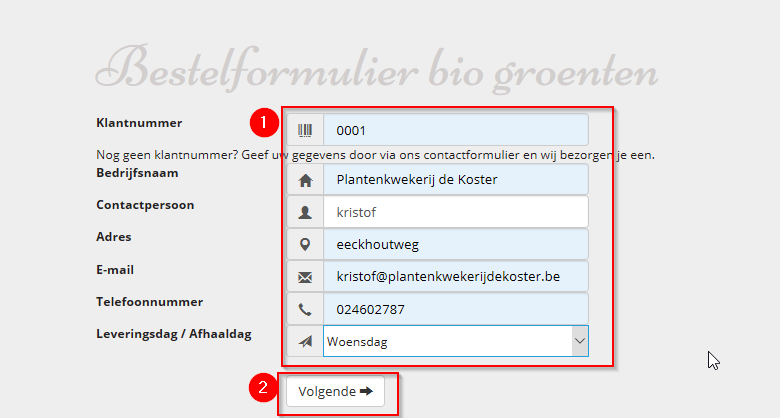 Bestelformulier bio groenten
Klantnummer
1
0001
Nog geen klantnummer? Geef uw gegevens door via ons contactformulier en wij bezorgen je een.
Bedrijfsnaam
Plantenkwekerij de Koster
Contactpersoon
kristof
Adres
eeckhoutweg
E-mail
kristof@plantenkwekerijdekoster.be
Telefoonnummer
024602787
Leveringsdag / Afhaaldag
Woensdag
2
Volgende